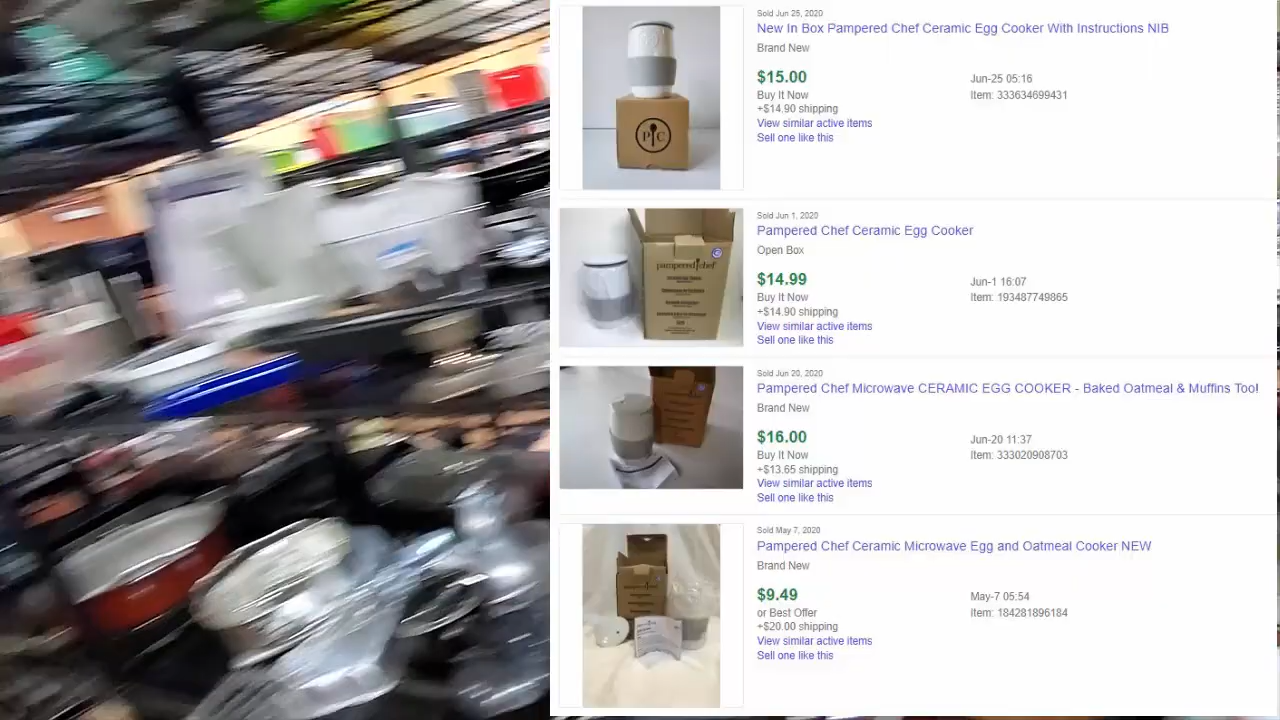 Sold Jun 25, 2020
New In Box Pampered Chef Ceramic Egg Cooker With Instructions NIB
Brand New
$15.00
Jun-25 05:16
Buy It Now
Item: 333634699431
+$14.90 shipping
View similar active items
Sell one like this
P C
Sold Jun 1, 2020
Pampered Chef Ceramic Egg Cooker
Open Box
pampered chef
$14.99
Jun-1 16:07
Buy It Now
Item: 193487749865
+$14.90 shipping
View similar active items
Sell one like this
Sold Jun 20, 2020
Pampered Chef Microwave CERAMIC EGG COOKER - Baked Oatmeal & Muffins Too!
Brand New
$16.00
Jun-20 11:37
Buy It Now
Item: 333020908703
+$13.65 shipping
View similar active items
Sell one like this
Sold May 7, 2020
Pampered Chef Ceramic Microwave Egg and Oatmeal Cooker NEW
Brand New
$9.49
May-7 05:54
or Best Offer
Item: 184281896184
+$20.00 shipping
View similar active items
Sell one like this